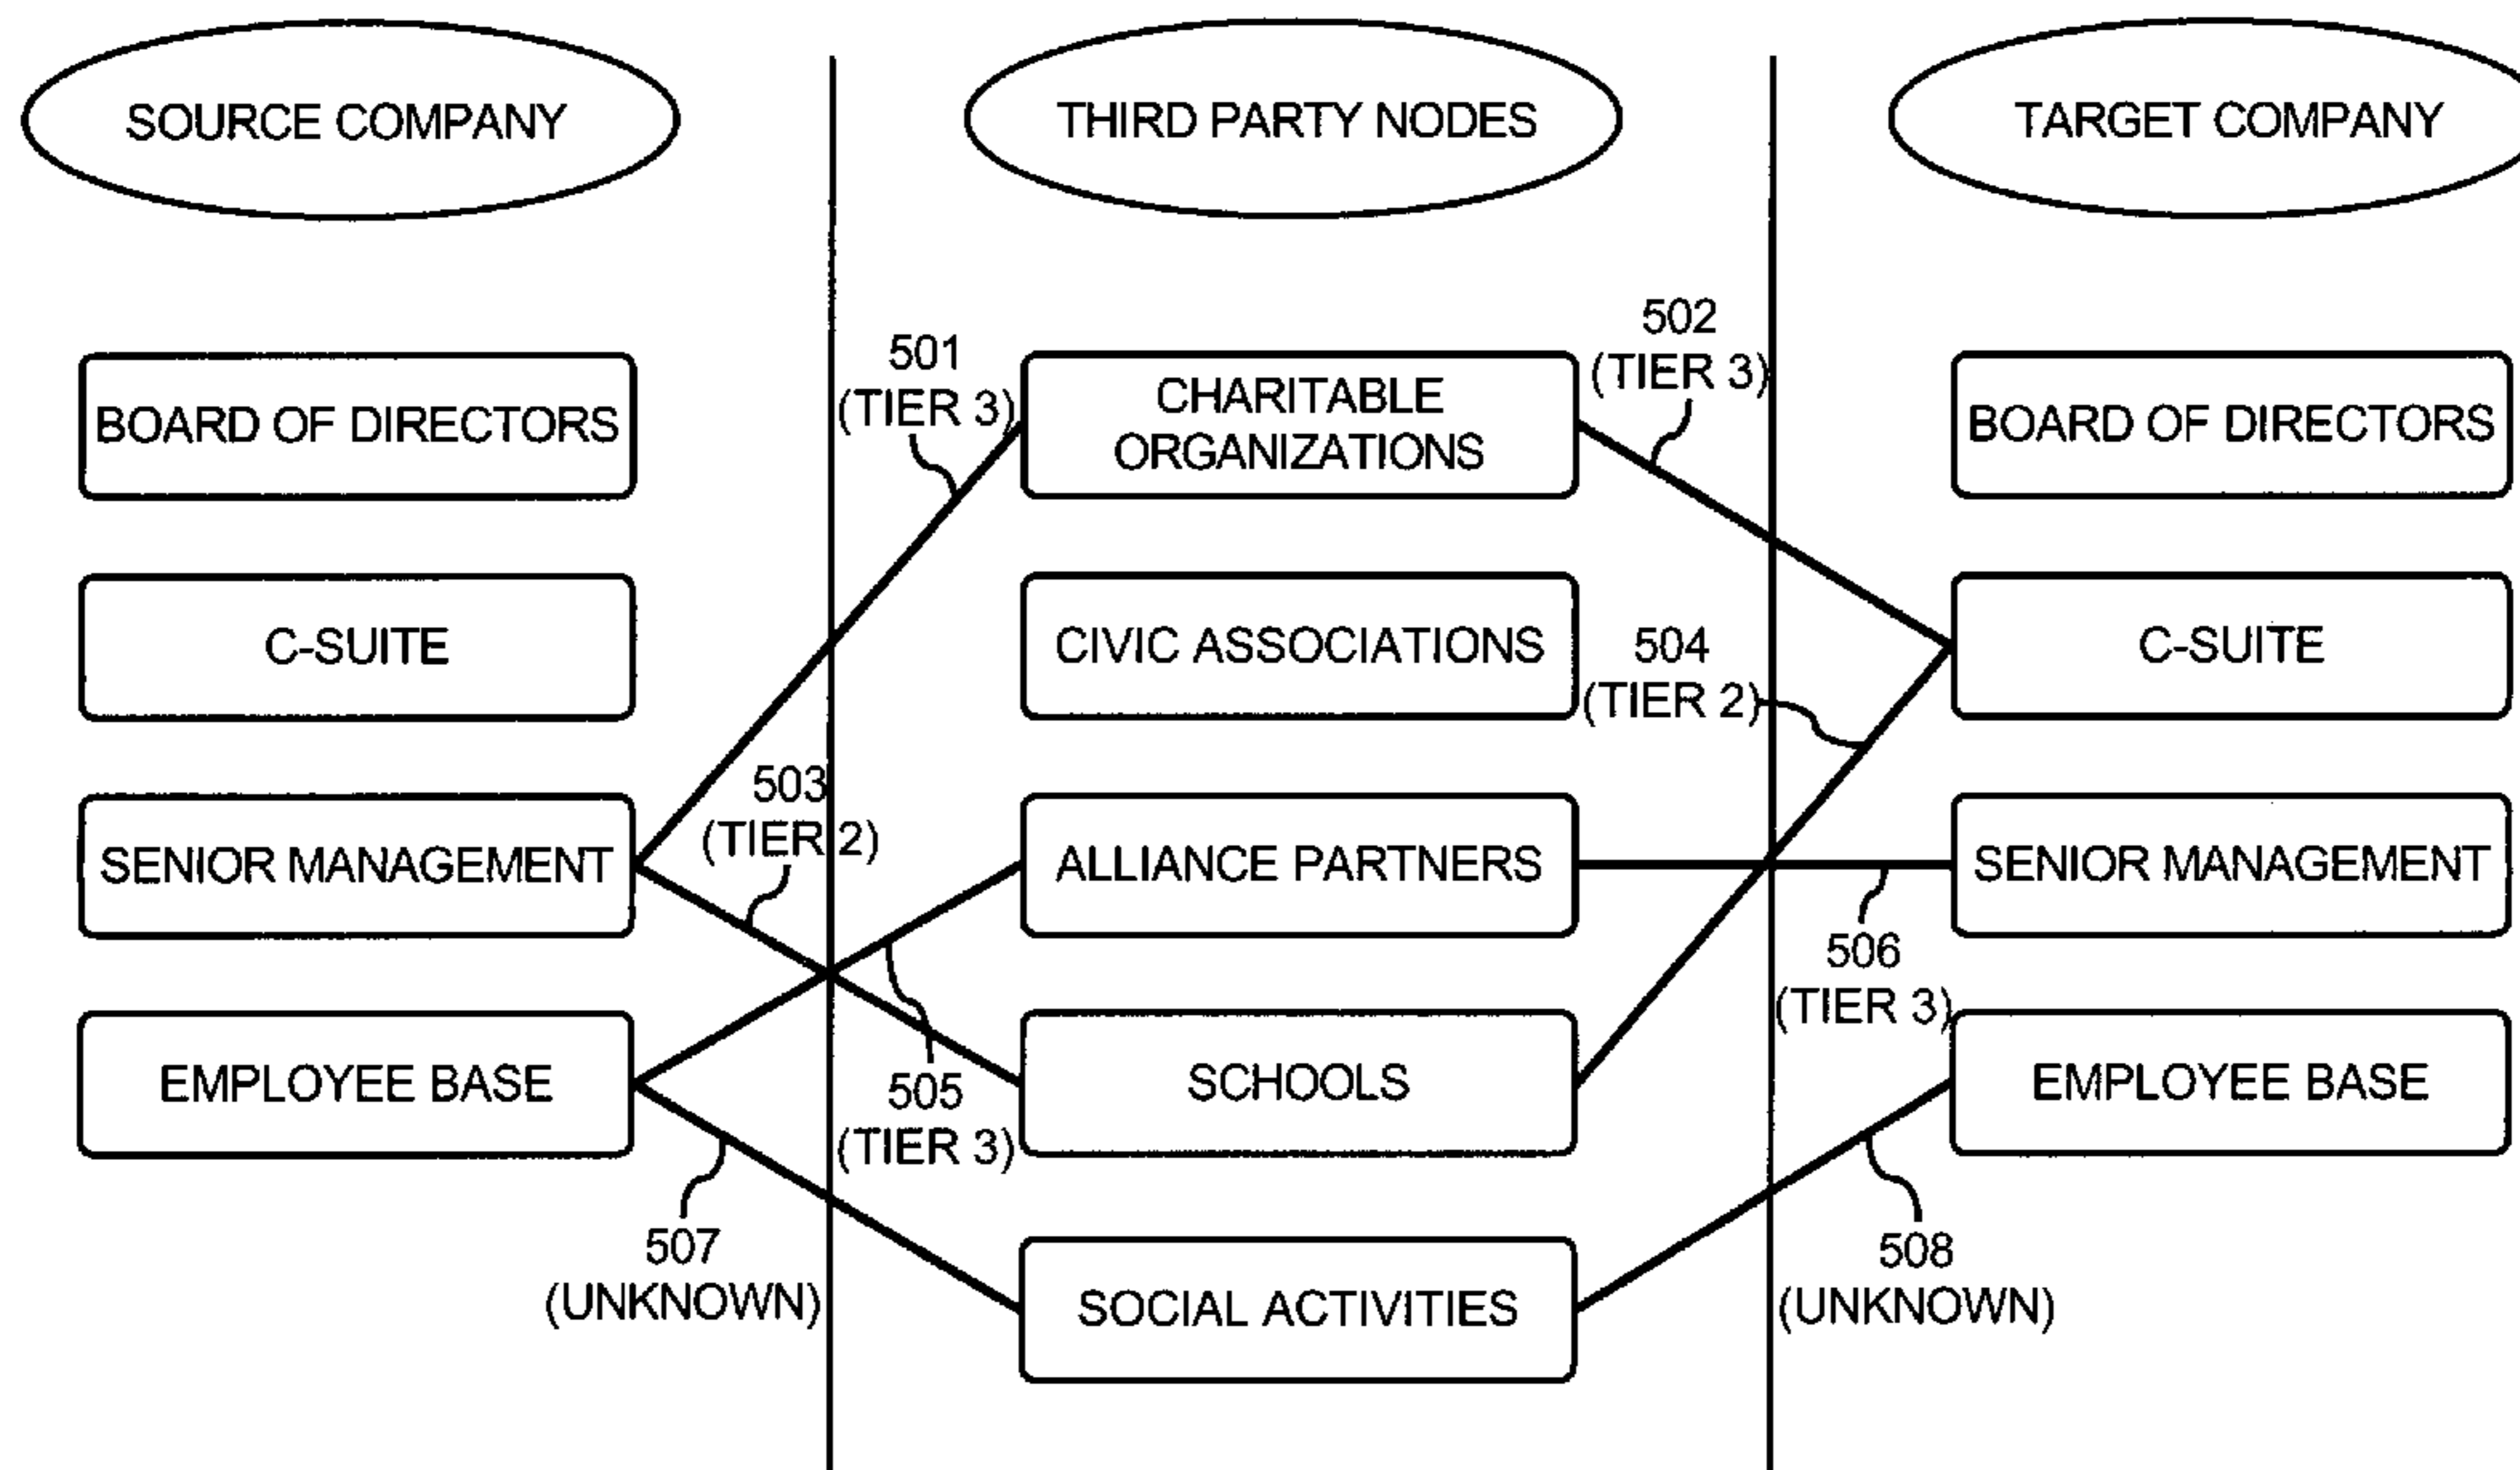 SOURCE COMPANY
THIRD PARTY NODES
TARGET COMPANY
501
(TIER 3)
502
(TIER 3)
BOARD OF DIRECTORS
CHARITABLE
ORGANIZATIONS
BOARD OF DIRECTORS
C-SUITE
CIVIC ASSOCIATIONS
504
(TIER 2)
C-SUITE
503
(TIER 2)
SENIOR MANAGEMENT
ALLIANCE PARTNERS
SENIOR MANAGEMENT
506
(TIER 3)
EMPLOYEE BASE
505
(TIER 3)
SCHOOLS
EMPLOYEE BASE
507
(UNKNOWN)
SOCIAL ACTIVITIES
508
(UNKNOWN)